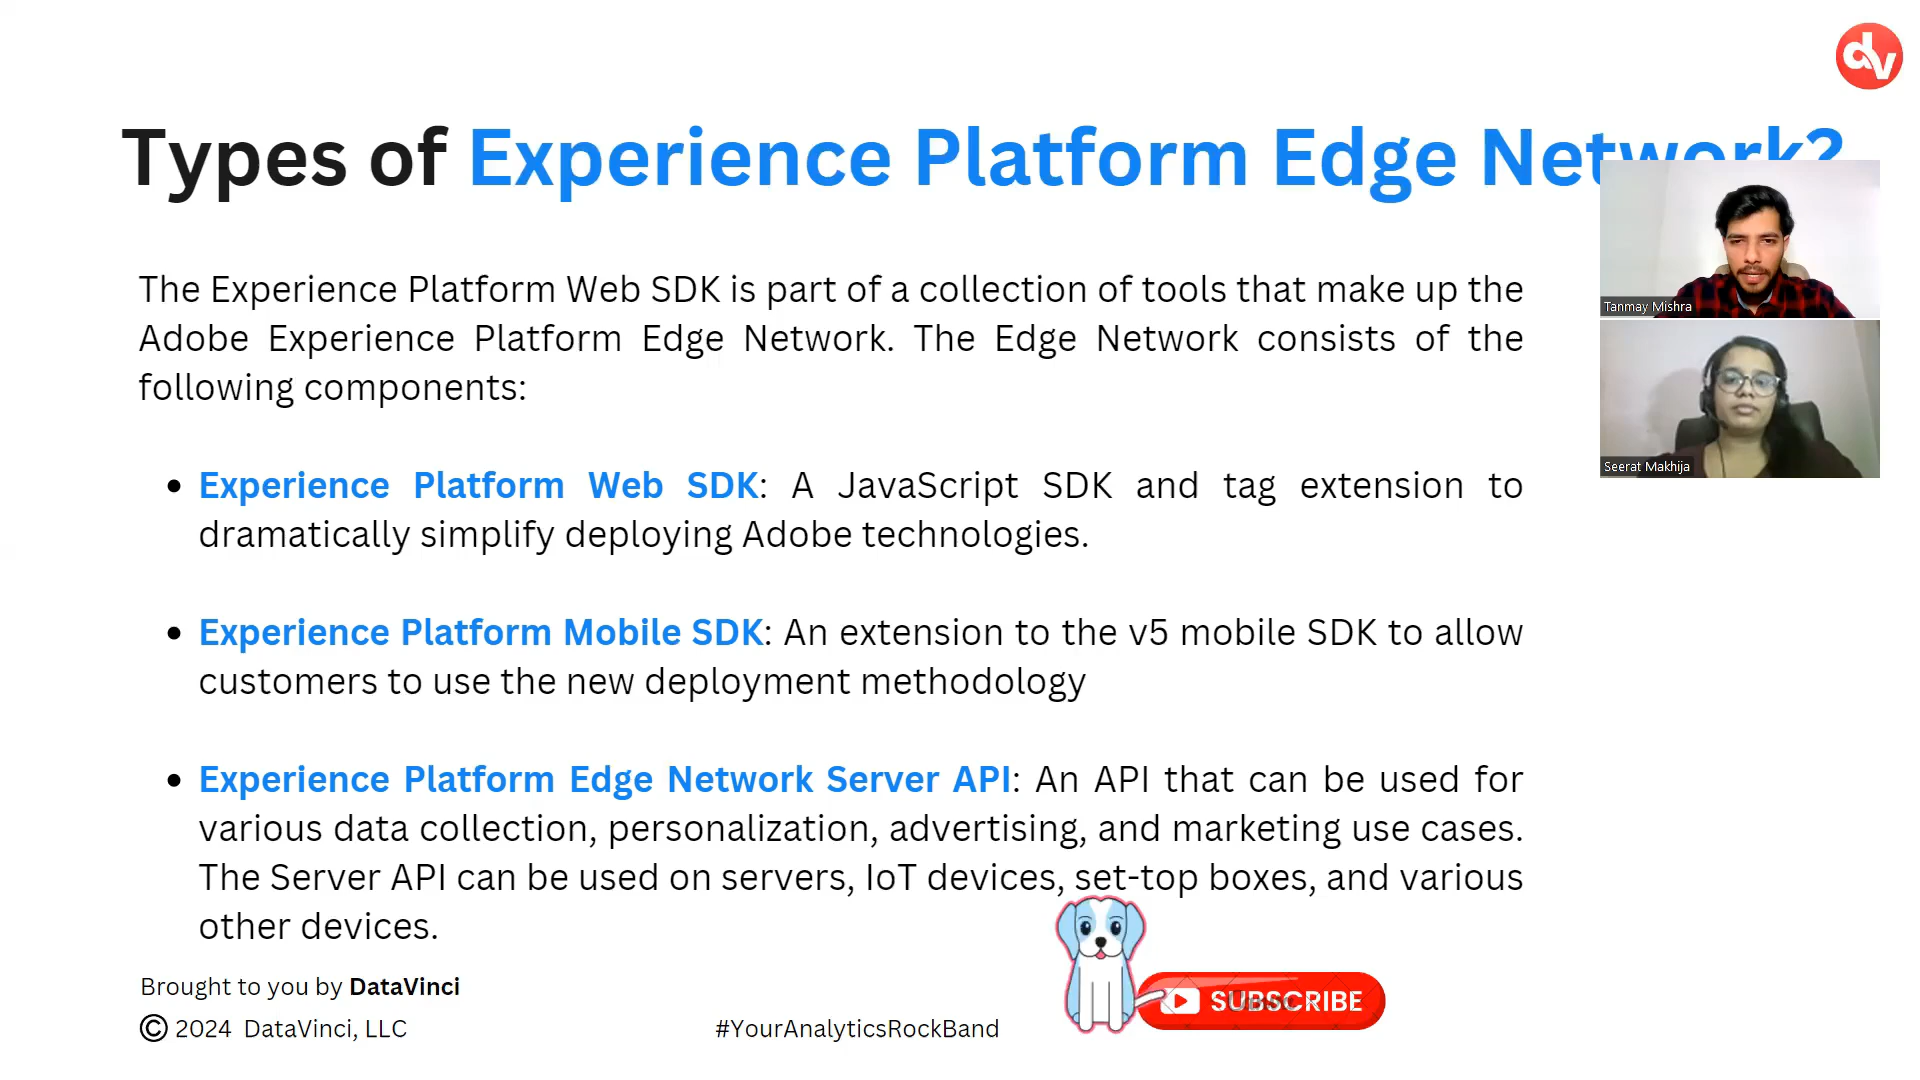 dv
Types of Experience Platform Edge Network?
The Experience Platform Web SDK is part of a collection of tools that make up the
Adobe Experience Platform Edge Network. The Edge Network consists of the
following components:
• Experience Platform Web SDK: A JavaScript SDK and tag extension to
dramatically simplify deploying Adobe technologies.
• Experience Platform Mobile SDK: An extension to the v5 mobile SDK to allow
customers to use the new deployment methodology
• Experience Platform Edge Network Server API: An API that can be used for
various data collection, personalization, advertising, and marketing use cases.
The Server API can be used on servers, IoT devices, set-top boxes, and various
other devices.
Tanmay Mishra
Seerat Makhija
Brought to you by DataVinci
© 2024 DataVinci, LLC
#YourAnalyticsRockBand
SUBSCRIBE